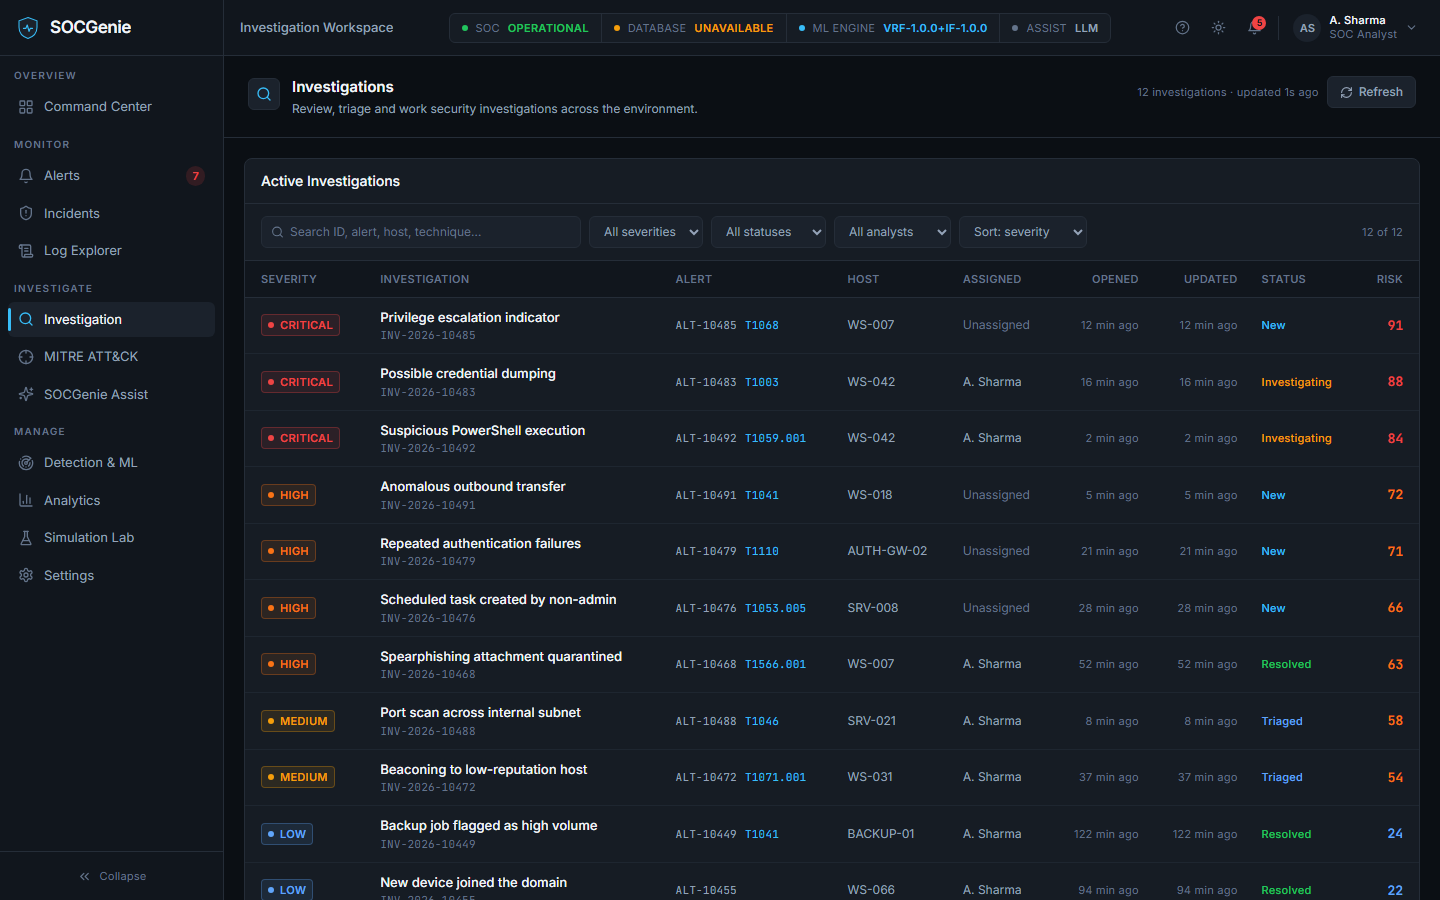 SOCGenie
Investigation Workspace
SOC OPERATIONAL
DATABASE UNAVAILABLE
ML ENGINE VRF-1.0.0+IF-1.0.0
ASSIST LLM
5
AS
A. Sharma
SOC Analyst
OVERVIEW
Command Center
MONITOR
Alerts 7
Incidents
Log Explorer
INVESTIGATE
Investigation
MITRE ATT&CK
SOCGenie Assist
MANAGE
Detection & ML
Analytics
Simulation Lab
Settings
Collapse
Investigations
Review, triage and work security investigations across the environment.
12 investigations · updated 1s ago
Refresh
Active Investigations
Search ID, alert, host, technique...
All severities
All statuses
All analysts
Sort: severity
12 of 12
SEVERITY INVESTIGATION ALERT HOST ASSIGNED OPENED UPDATED STATUS RISK
CRITICAL Privilege escalation indicator ALT-10485 T1068 WS-007 Unassigned 12 min ago 12 min ago New 91
INV-2026-10485
CRITICAL Possible credential dumping ALT-10483 T1003 WS-042 A. Sharma 16 min ago 16 min ago Investigating 88
INV-2026-10483
CRITICAL Suspicious PowerShell execution ALT-10492 T1059.001 WS-042 A. Sharma 2 min ago 2 min ago Investigating 84
INV-2026-10492
HIGH Anomalous outbound transfer ALT-10491 T1041 WS-018 Unassigned 5 min ago 5 min ago New 72
INV-2026-10491
HIGH Repeated authentication failures ALT-10479 T1110 AUTH-GW-02 Unassigned 21 min ago 21 min ago New 71
INV-2026-10479
HIGH Scheduled task created by non-admin ALT-10476 T1053.005 SRV-008 Unassigned 28 min ago 28 min ago New 66
INV-2026-10476
HIGH Spearphishing attachment quarantined ALT-10468 T1566.001 WS-007 A. Sharma 52 min ago 52 min ago Resolved 63
INV-2026-10468
MEDIUM Port scan across internal subnet ALT-10488 T1046 SRV-021 A. Sharma 8 min ago 8 min ago Triaged 58
INV-2026-10488
MEDIUM Beaconing to low-reputation host ALT-10472 T1071.001 WS-031 A. Sharma 37 min ago 37 min ago Triaged 54
INV-2026-10472
LOW Backup job flagged as high volume ALT-10449 T1041 BACKUP-01 A. Sharma 122 min ago 122 min ago Resolved 24
INV-2026-10449
LOW New device joined the domain ALT-10455 WS-066 A. Sharma 94 min ago 94 min ago Resolved 22
INV-2026-10455